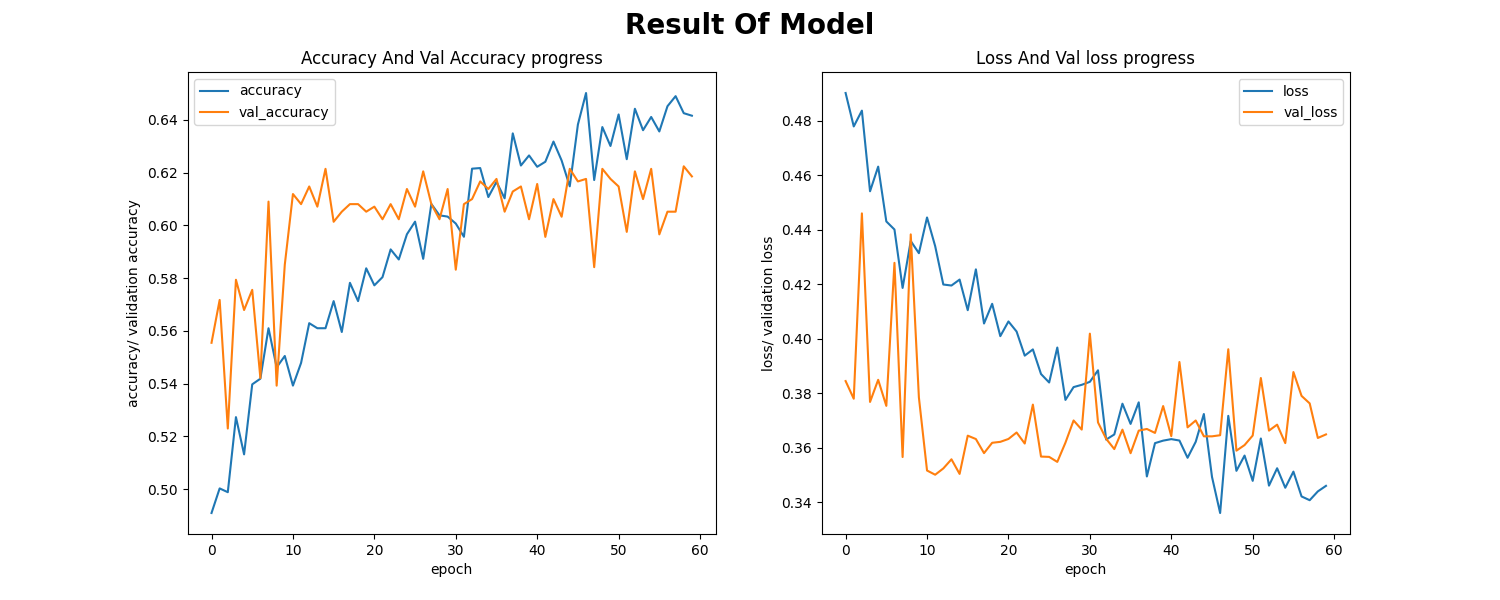 Result Of Model
Accuracy And Val Accuracy progress
accuracy
val_accuracy
0.64
0.62
0.60
0.58
0.56
0.54
0.52
0.50
accuracy/ validation accuracy
0 10 20 30 40 50 60
epoch
Loss And Val loss progress
loss
val_loss
0.48
0.46
0.44
0.42
0.40
0.38
0.36
0.34
loss/ validation loss
0 10 20 30 40 50 60
epoch